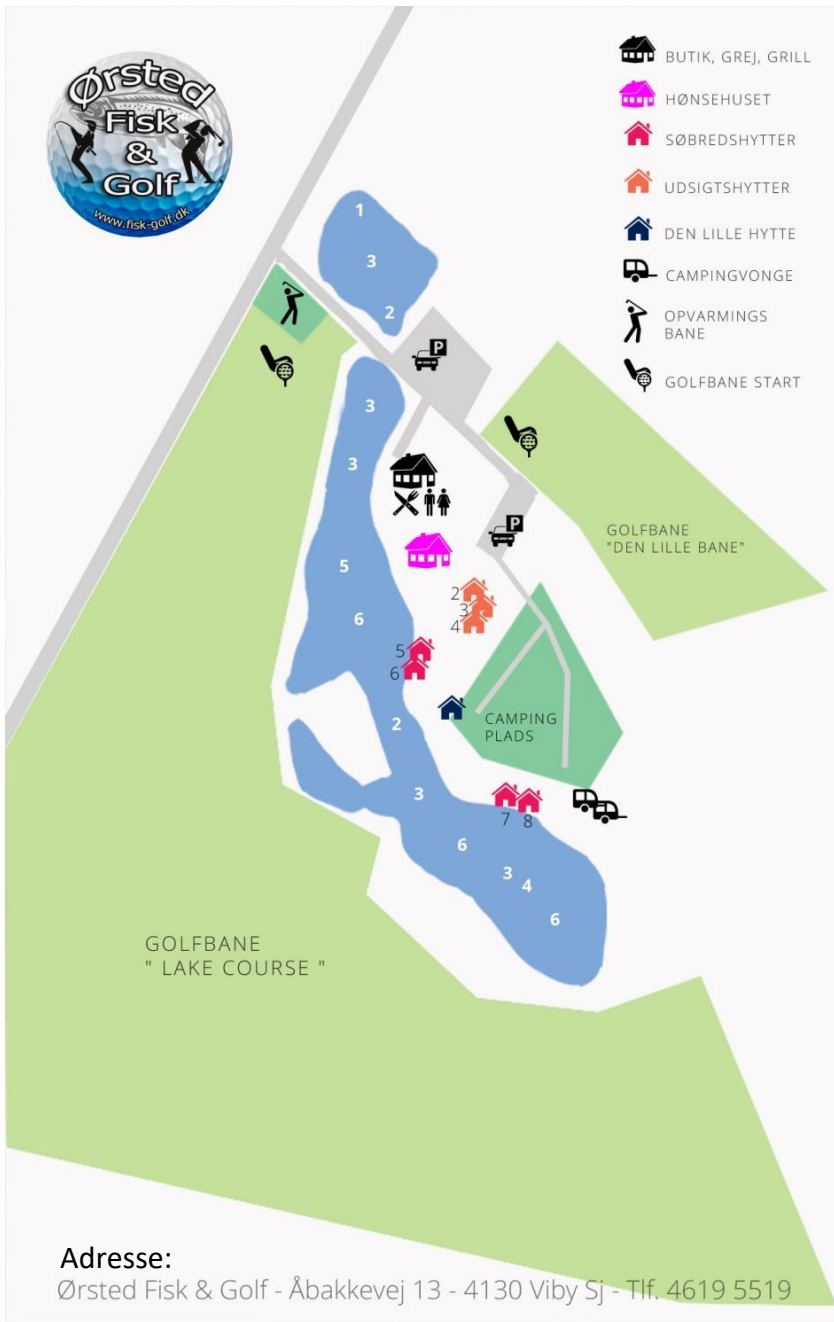 Ørsted
Fisk
&
Golf
www.fisk-golf.dk
BUTIK, GREJ, GRILL
HØNSEHUSET
SØBREDSHYTTER
UDSIGTSHYTTER
DEN LILLE HYTTE
CAMPINGVONGE
OPVARMINGS
BANE
GOLFBANE START
1
3
2
P
3
3
P
GOLFBANE
"DEN LILLE BANE"
5
6
2
3
4
5
6
2
CAMPING
PLADS
3
7
8
6
3
4
6
GOLFBANE
" LAKE COURSE "
Adresse:
Ørsted Fisk & Golf - Åbakkevej 13 - 4130 Viby Sj - Tlf. 4619 5519